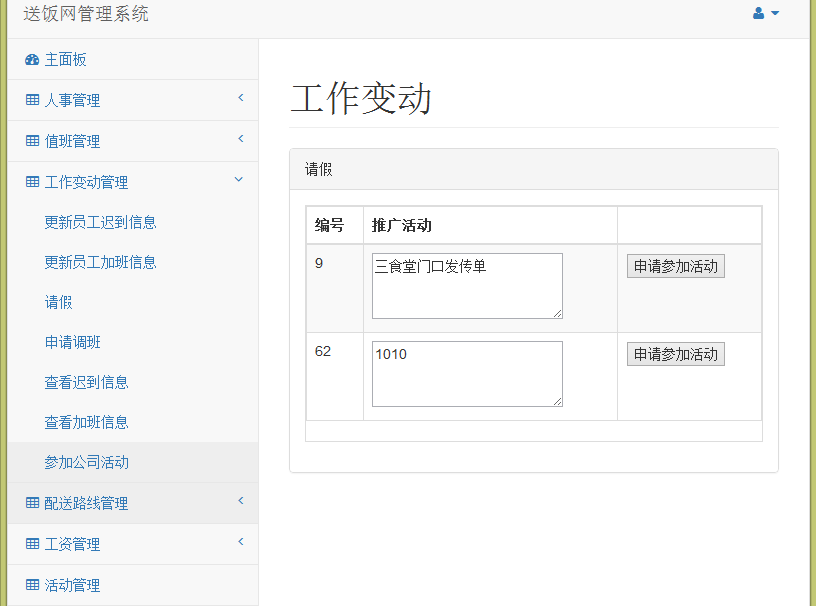 送饭网管理系统
主面板
人事管理
值班管理
工作变动管理
更新员工迟到信息
更新员工加班信息
请假
申请调班
查看迟到信息
查看加班信息
参加公司活动
配送路线管理
工资管理
活动管理
工作变动
请假
编号 推广活动
9 三食堂门口发传单 申请参加活动
62 1010 申请参加活动